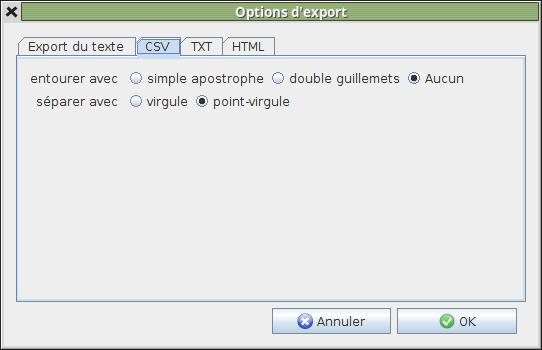 Options d'export
Export du texte CSV TXT HTML
entourer avec simple apostrophe double guillemets Aucun
séparer avec virgule point-virgule
Annuler OK